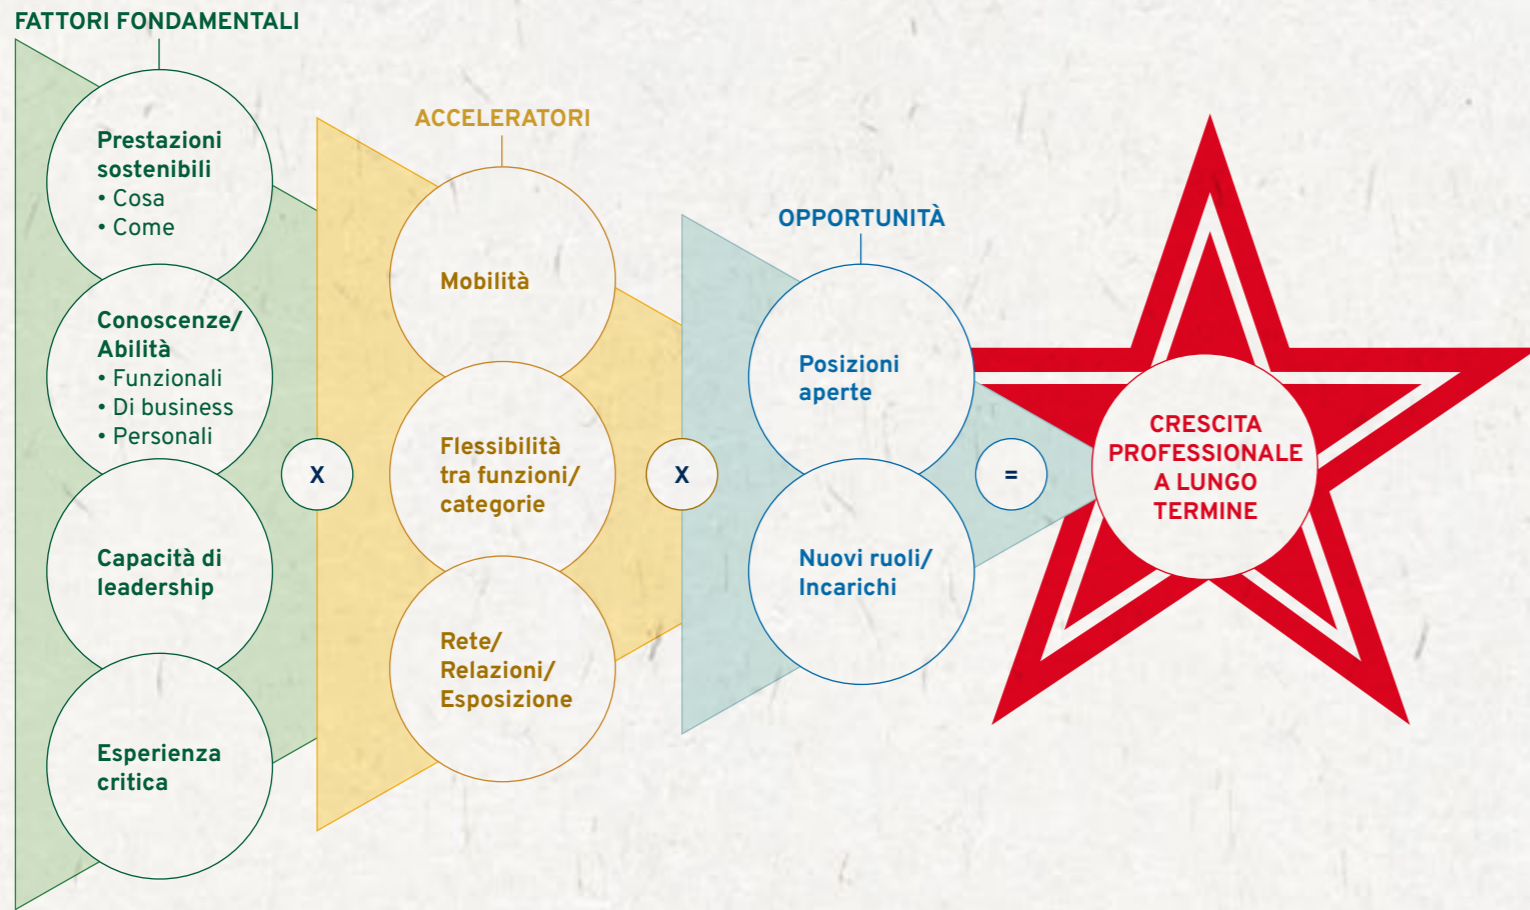 FATTORI FONDAMENTALI
Prestazioni
sostenibili
• Cosa
• Come
Conoscenze/
Abilità
• Funzionali
• Di business
• Personali
Capacità di
leadership
Esperienza
critica
X
ACCELERATORI
Mobilità
Flessibilità
tra funzioni/
categorie
Rete/
Relazioni/
Esposizione
X
OPPORTUNITÀ
Posizioni
aperte
Nuovi ruoli/
Incarichi
=
CRESCITA
PROFESSIONALE
A LUNGO
TERMINE